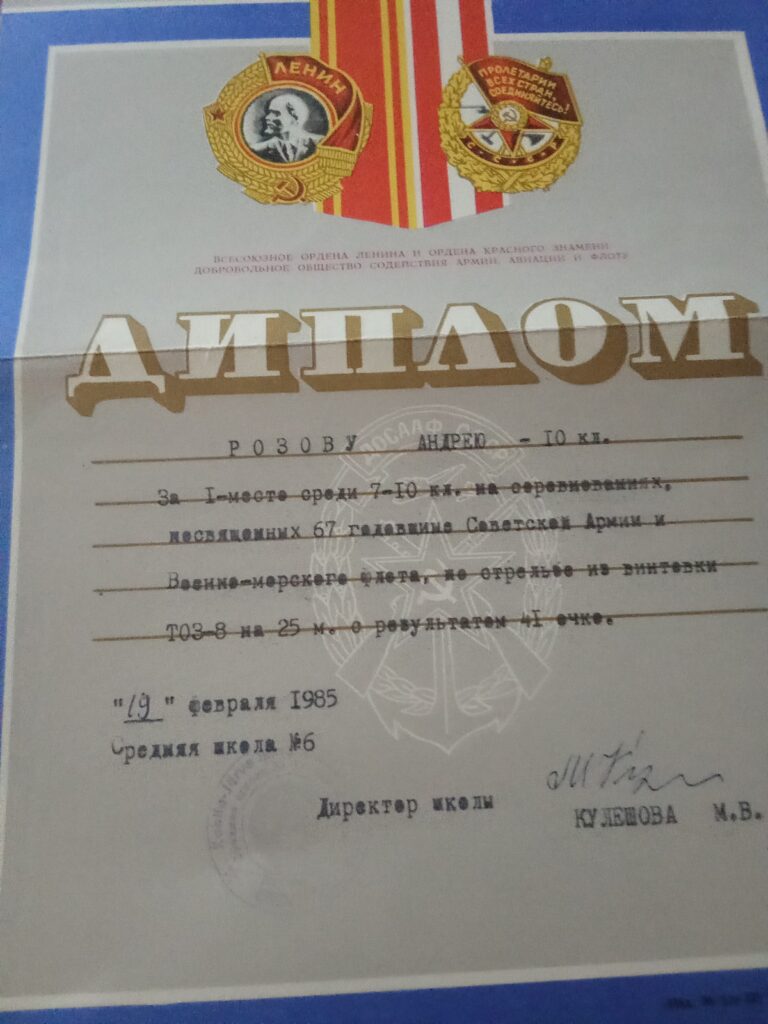 ЛЕНИН
ПРОЛЕТАРИИ
ВСЕХ СТРАН,
СОЕДИНЯЙТЕСЬ!
С С С Р
ВСЕСОЮЗНОЕ ОРДЕНА ЛЕНИНА И ОРДЕНА КРАСНОГО ЗНАМЕНИ
ДОБРОВОЛЬНОЕ ОБЩЕСТВО СОДЕЙСТВИЯ АРМИИ, АВИАЦИИ И ФЛОТУ
ДИПЛОМ
ДОСААФ СССР
РОЗОВУ АНДРЕЮ - 10 кл.
За I-место среди 7-10 кл. на соревнованиях,
посвященных 67 годовщине Советской Армии и
Военно-морского флота, по стрельбе из винтовки
ТОЗ-8 на 25 м. с результатом 41 очко.
"19" февраля 1985
Средняя школа №6
Директор школы
КУЛЕШОВА М.В.